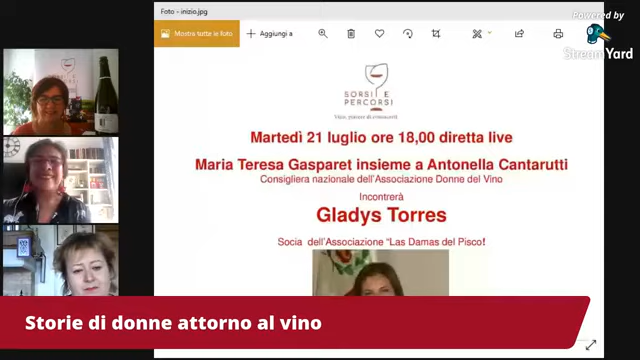 Foto - inizio.jpg
Powered by
StreamYard
Mostra tutte le foto
Aggiungi a
SORSI E
PERCORSI
Martedì 21 luglio ore 18,00 diretta live
Maria Teresa Gasparet insieme a Antonella Cantarutti
Consigliera nazionale dell'Associazione Donne del Vino
Incontrerà
Gladys Torres
Socia dell'Associazione "Las Damas del Pisco!
Storie di donne attorno al vino